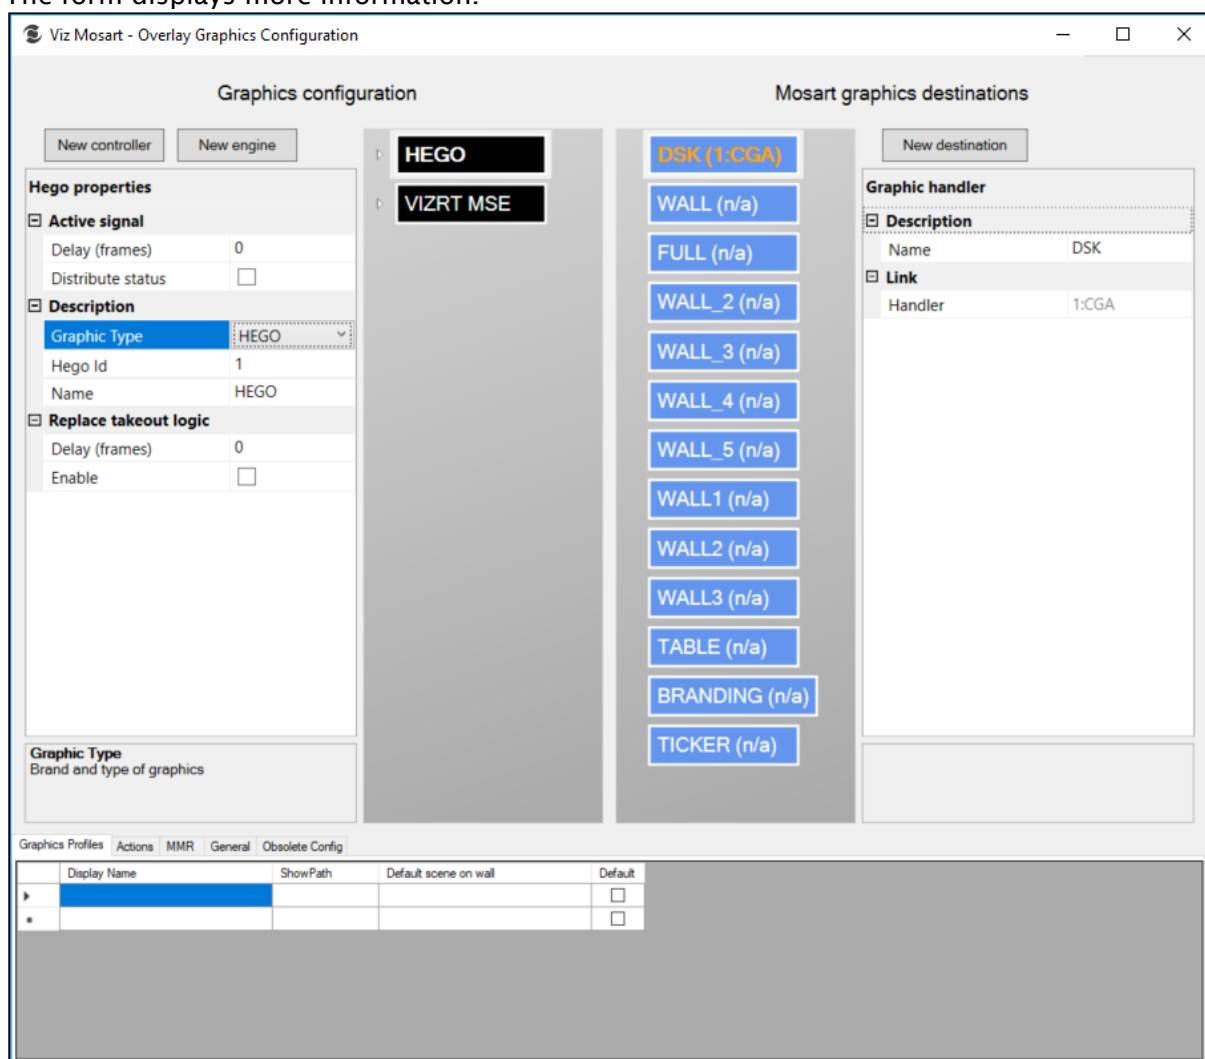 The form displays more information.
Viz Mosart - Overlay Graphics Configuration
Graphics configuration
Mosart graphics destinations
New controller
New engine
Hego properties
Active signal
Delay (frames) 0
Distribute status
Description
Graphic Type HEGO
Hego Id 1
Name HEGO
Replace takeout logic
Delay (frames) 0
Enable
Graphic Type
Brand and type of graphics
HEGO
VIZRT MSE
DSK (1:CGA)
WALL (n/a)
FULL (n/a)
WALL_2 (n/a)
WALL_3 (n/a)
WALL_4 (n/a)
WALL_5 (n/a)
WALL1 (n/a)
WALL2 (n/a)
WALL3 (n/a)
TABLE (n/a)
BRANDING (n/a)
TICKER (n/a)
New destination
Graphic handler
Description
Name DSK
Link
Handler 1:CGA
Graphics Profiles Actions MMR General Obsolete Config
Display Name ShowPath Default scene on wall Default